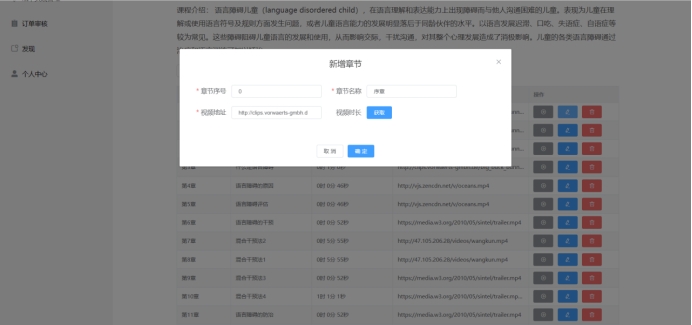 课程介绍： 语言障碍儿童（language disordered child），在语言理解和表达能力上出现障碍而与他人沟通困难的儿童。表现为儿童在理
订单审核
解或使用语言符号及规则方面发生问题，或者儿童语言能力的发展明显落后于同龄伙伴的水平。以语言发展迟缓、口吃、失语症、自语症等
较为常见。这些障碍阻碍儿童语言的发展和使用，从而影响交际、干扰沟通，对其整个心理发展造成了消极影响。儿童的各类语言障碍通过
发现
新增章节
个人中心
* 章节序号 0 * 章节名称 序章
操作
* 视频地址 http://clips.vorwaerts-gmbh.d 视频时长 获取
取 消 确 定
第4章 语言障碍的原因 0时 0分 46秒 http://vjs.zencdn.net/v/oceans.mp4
第5章 语言障碍评估 0时 0分 46秒 http://vjs.zencdn.net/v/oceans.mp4
第6章 语言障碍的干预 0时 0分 52秒 https://media.w3.org/2010/05/sintel/trailer.mp4
第7章 混合干预法2 0时 5分 55秒 http://47.105.206.28/videos/wangkun.mp4
第8章 混合干预法1 0时 5分 55秒 http://47.105.206.28/videos/wangkun.mp4
第9章 混合干预法3 0时 0分 52秒 https://media.w3.org/2010/05/sintel/trailer.mp4
第10章 混合干预法4 1时 1分 1秒 https://media.w3.org/2010/05/sintel/trailer.mp4
第11章 语言障碍的防治 0时 0分 52秒 https://media.w3.org/2010/05/sintel/trailer.mp4